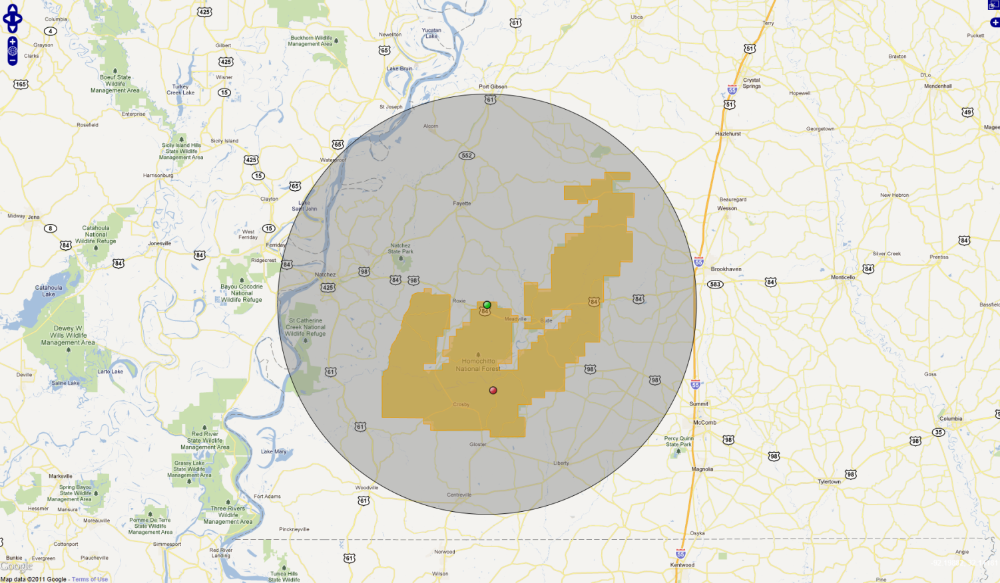 425
Columbia
4
Grayson
Clarks
Gilbert
425
Wisner
165
Boeuf State
Wildlife
Management Area
Turkey
Creek Lake
15
Enterprise
Rosefield
Sicily Island Hills
State Wildlife
Management Area
Sicily Island
425
15
Harrisonburg
Buckhorn Wildlife
Management Area
Newellton
65
Yucatan
Lake
Lake Bruin
St Joseph
Port Gibson
61
61
Utica
Terry
51
Puckett
Braxton
D'Lo
Mendenhall
Crystal
Springs
55
51
Hopewell
49
Georgetown
Hazlehurst
Magee
Alcorn
65
Waterproof
552
65
Lake
Saint John
Clayton
Fayette
New Hebron
Beauregard
Wesson
Midway
Jena
8
15
Catahoula
National
Wildlife Refuge
West
Ferriday
84
Jonesville
Ferriday
84
84
Ridgecrest
84
Natchez
State Park
55
Silver Creek
84
Prentiss
Bassfield
Natchez
98
84
98
425
Brookhaven
583
84
Monticello
84
Catahoula
Lake
Bayou Cocodrie
National
Wildlife Refuge
Roxie
84
Meadville
Bude
84
84
St Catherine
Creek National
Wildlife Refuge
Dewey W.
Wills Wildlife
Management Area
Homochitto
National Forest
61
98
98
Deville
Larto Lake
Saline Lake
55
Goss
Crosby
Summit
61
McComb
98
Columbia
35
98
Gloster
Percy Quinn
State Park
98
Red River
State Wildlife
Management Area
Lake Mary
Liberty
Magnolia
98
Tylertown
Grassy Lake
State Wildlife
Management Area
Marksville
Spring Bayou
State Wildlife
Management Area
Woodville
61
Centreville
Fort Adams
Hessmer
Mansura
Moreauville
Three Rivers
Wildlife
Management Area
Pomme De Terre
Wildlife
Management Area
Pinckneyville
Osyka
Cottonport
Simmesport
Red River
Landing
Bunkie
Evergreen
Plaucheville
61
Norwood
55
Kentwood
Angie
Google
Tunica Hills
State Wildlife
Wilson
Pine
Map data ©2011 Google - Terms of Use